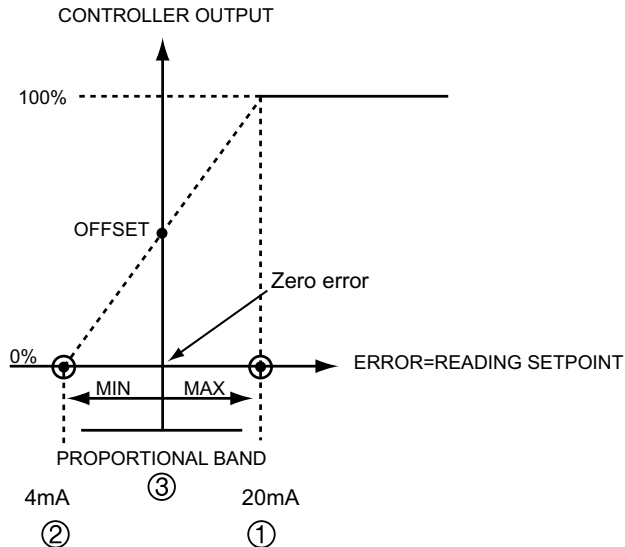 CONTROLLER OUTPUT
100%
OFFSET
Zero error
0%
ERROR=READING SETPOINT
MIN MAX
PROPORTIONAL BAND
③
4mA 20mA
② ①